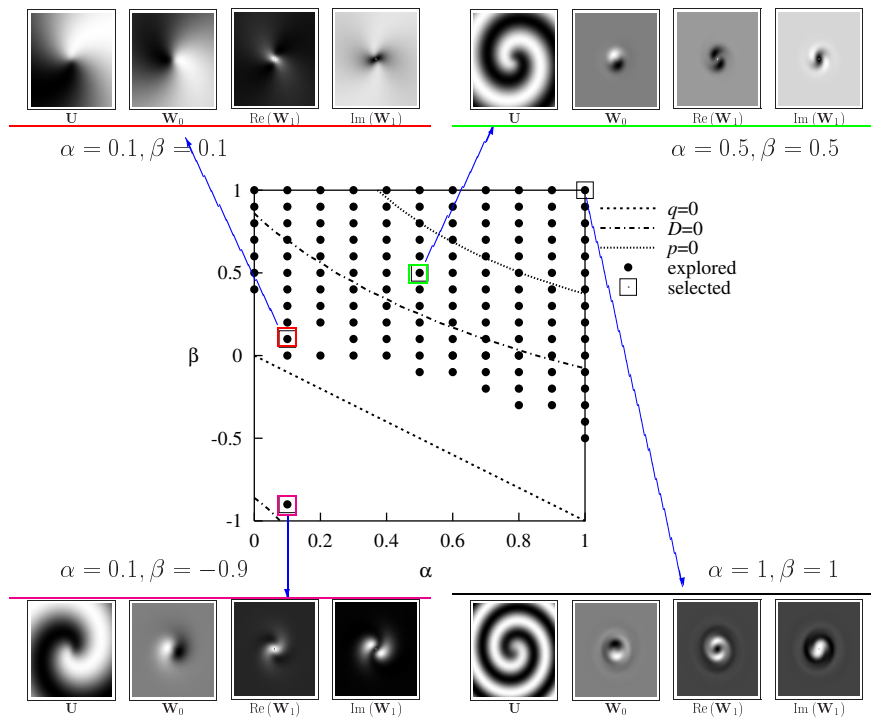 U W₀ Re (W₁) Im (W₁)
U W₀ Re (W₁) Im (W₁)
α = 0.1, β = 0.1
α = 0.5, β = 0.5
1
0.5
0
-0.5
-1
β
0 0.2 0.4 0.6 0.8 1
α
q=0
D=0
p=0
explored
selected
α = 0.1, β = −0.9
α = 1, β = 1
U W₀ Re (W₁) Im (W₁)
U W₀ Re (W₁) Im (W₁)